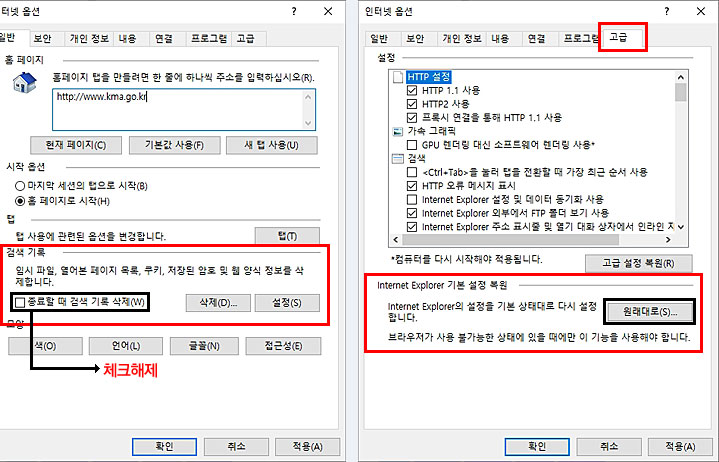 터넷 옵션
일반 보안 개인 정보 내용 연결 프로그램 고급
홈 페이지
홈페이지 탭을 만들려면 한 줄에 하나씩 주소를 입력하십시오(R).
http://www.kma.go.kr
현재 페이지(C) 기본값 사용(F) 새 탭 사용(U)
시작 옵션
마지막 세션의 탭으로 시작(B)
홈 페이지로 시작(H)
탭
탭 사용에 관련된 옵션을 변경합니다. 탭(T)
검색 기록
임시 파일, 열어본 페이지 목록, 쿠키, 저장된 암호 및 웹 양식 정보를 삭
제합니다.
종료할 때 검색 기록 삭제(W) 삭제(D)... 설정(S)
모양
색(O) 언어(L) 글꼴(N) 접근성(E)
체크해제
확인 취소 적용(A)
인터넷 옵션
일반 보안 개인 정보 내용 연결 프로그램 고급
설정
HTTP 설정
HTTP 1.1 사용
HTTP2 사용
프록시 연결을 통해 HTTP 1.1 사용
가속 그래픽
GPU 렌더링 대신 소프트웨어 렌더링 사용*
검색
<Ctrl+Tab>을 눌러 탭을 전환할 때 가장 최근 순서 사용
HTTP 오류 메시지 표시
Internet Explorer 설정 및 데이터 동기화 사용
Internet Explorer 외부에서 FTP 폴더 보기 사용
Internet Explorer 주소 표시줄 및 열기 대화 상자에서 인라인 자
*컴퓨터를 다시 시작해야 적용됩니다. 고급 설정 복원(R)
Internet Explorer 기본 설정 복원
Internet Explorer의 설정을 기본 상태대로 다시 설정
합니다. 원래대로(S)...
브라우저가 사용 불가능한 상태에 있을 때에만 이 기능을 사용해야 합니다.
확인 취소 적용(A)